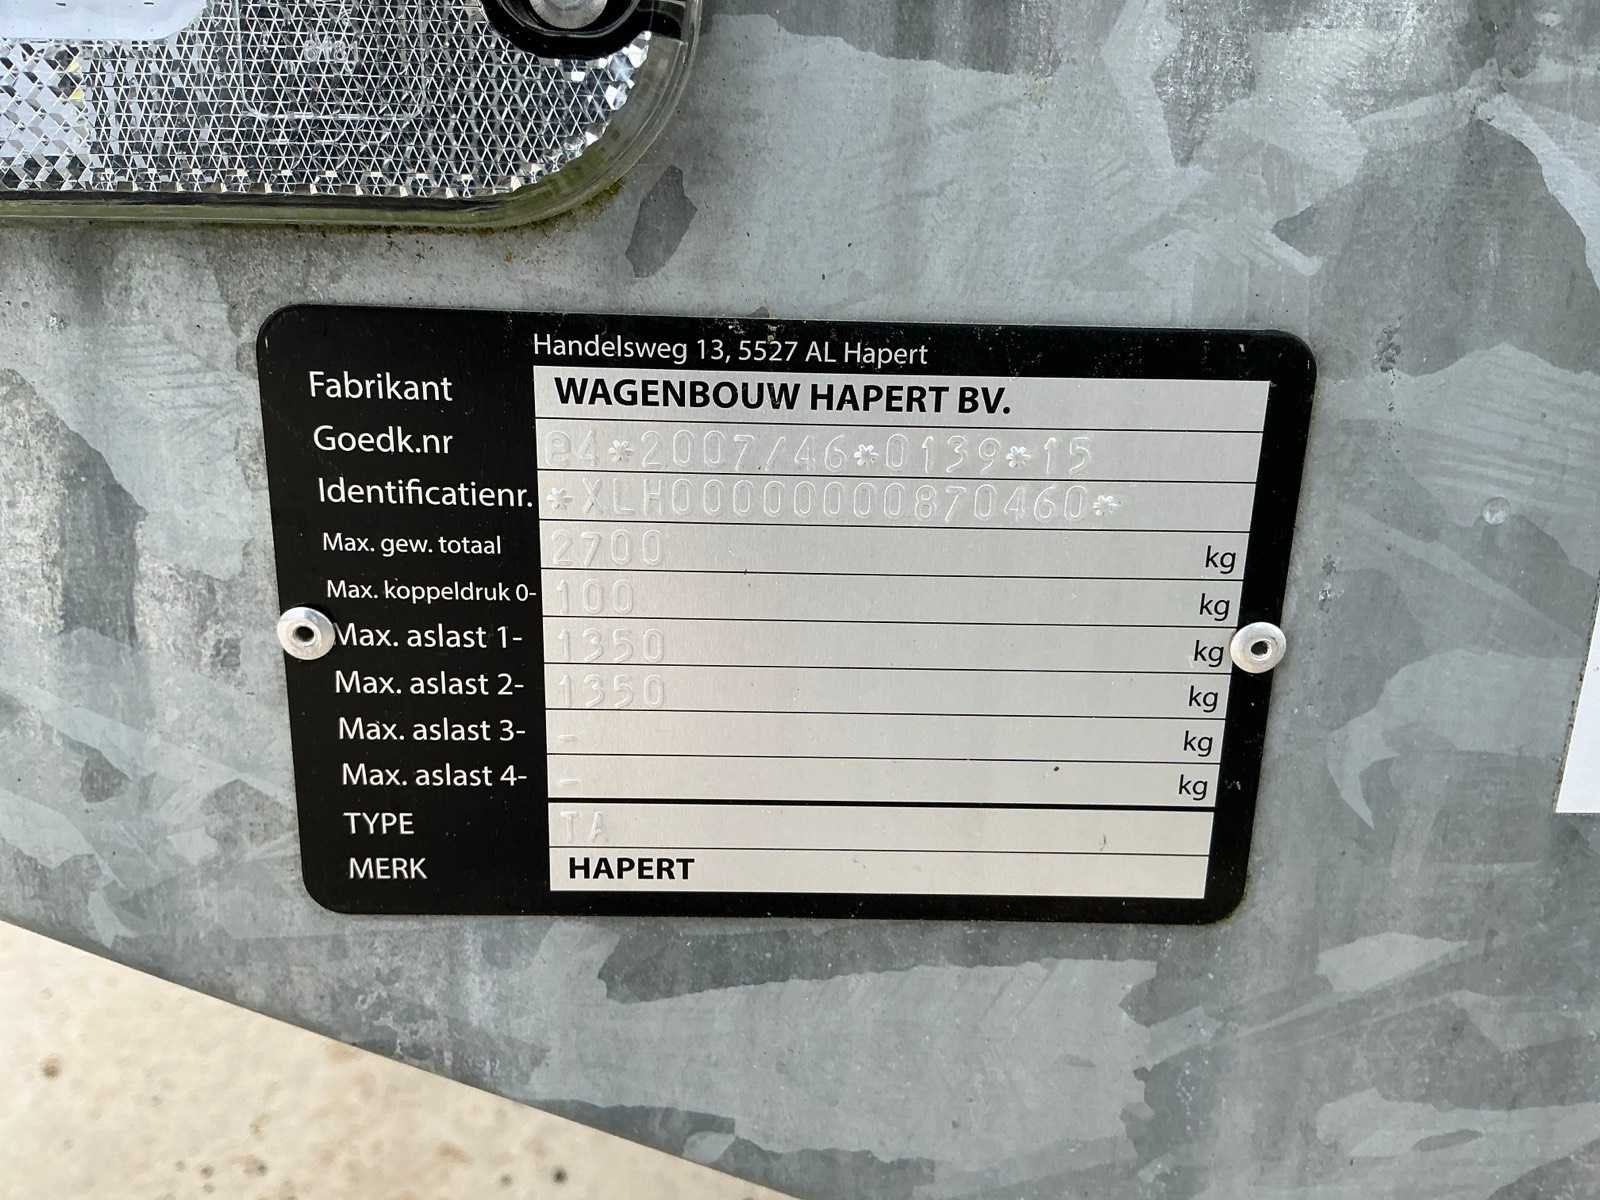 Handelsweg 13, 5527 AL Hapert
Fabrikant WAGENBOUW HAPERT BV.
Goedk.nr e4*2007/46*0139*15
Identificatienr. *XLH00000000870460*
Max. gew. totaal 2700 kg
Max. koppeldruk 0- 100 kg
Max. aslast 1- 1350 kg
Max. aslast 2- 1350 kg
Max. aslast 3- - kg
Max. aslast 4- - kg
TYPE TA
MERK HAPERT